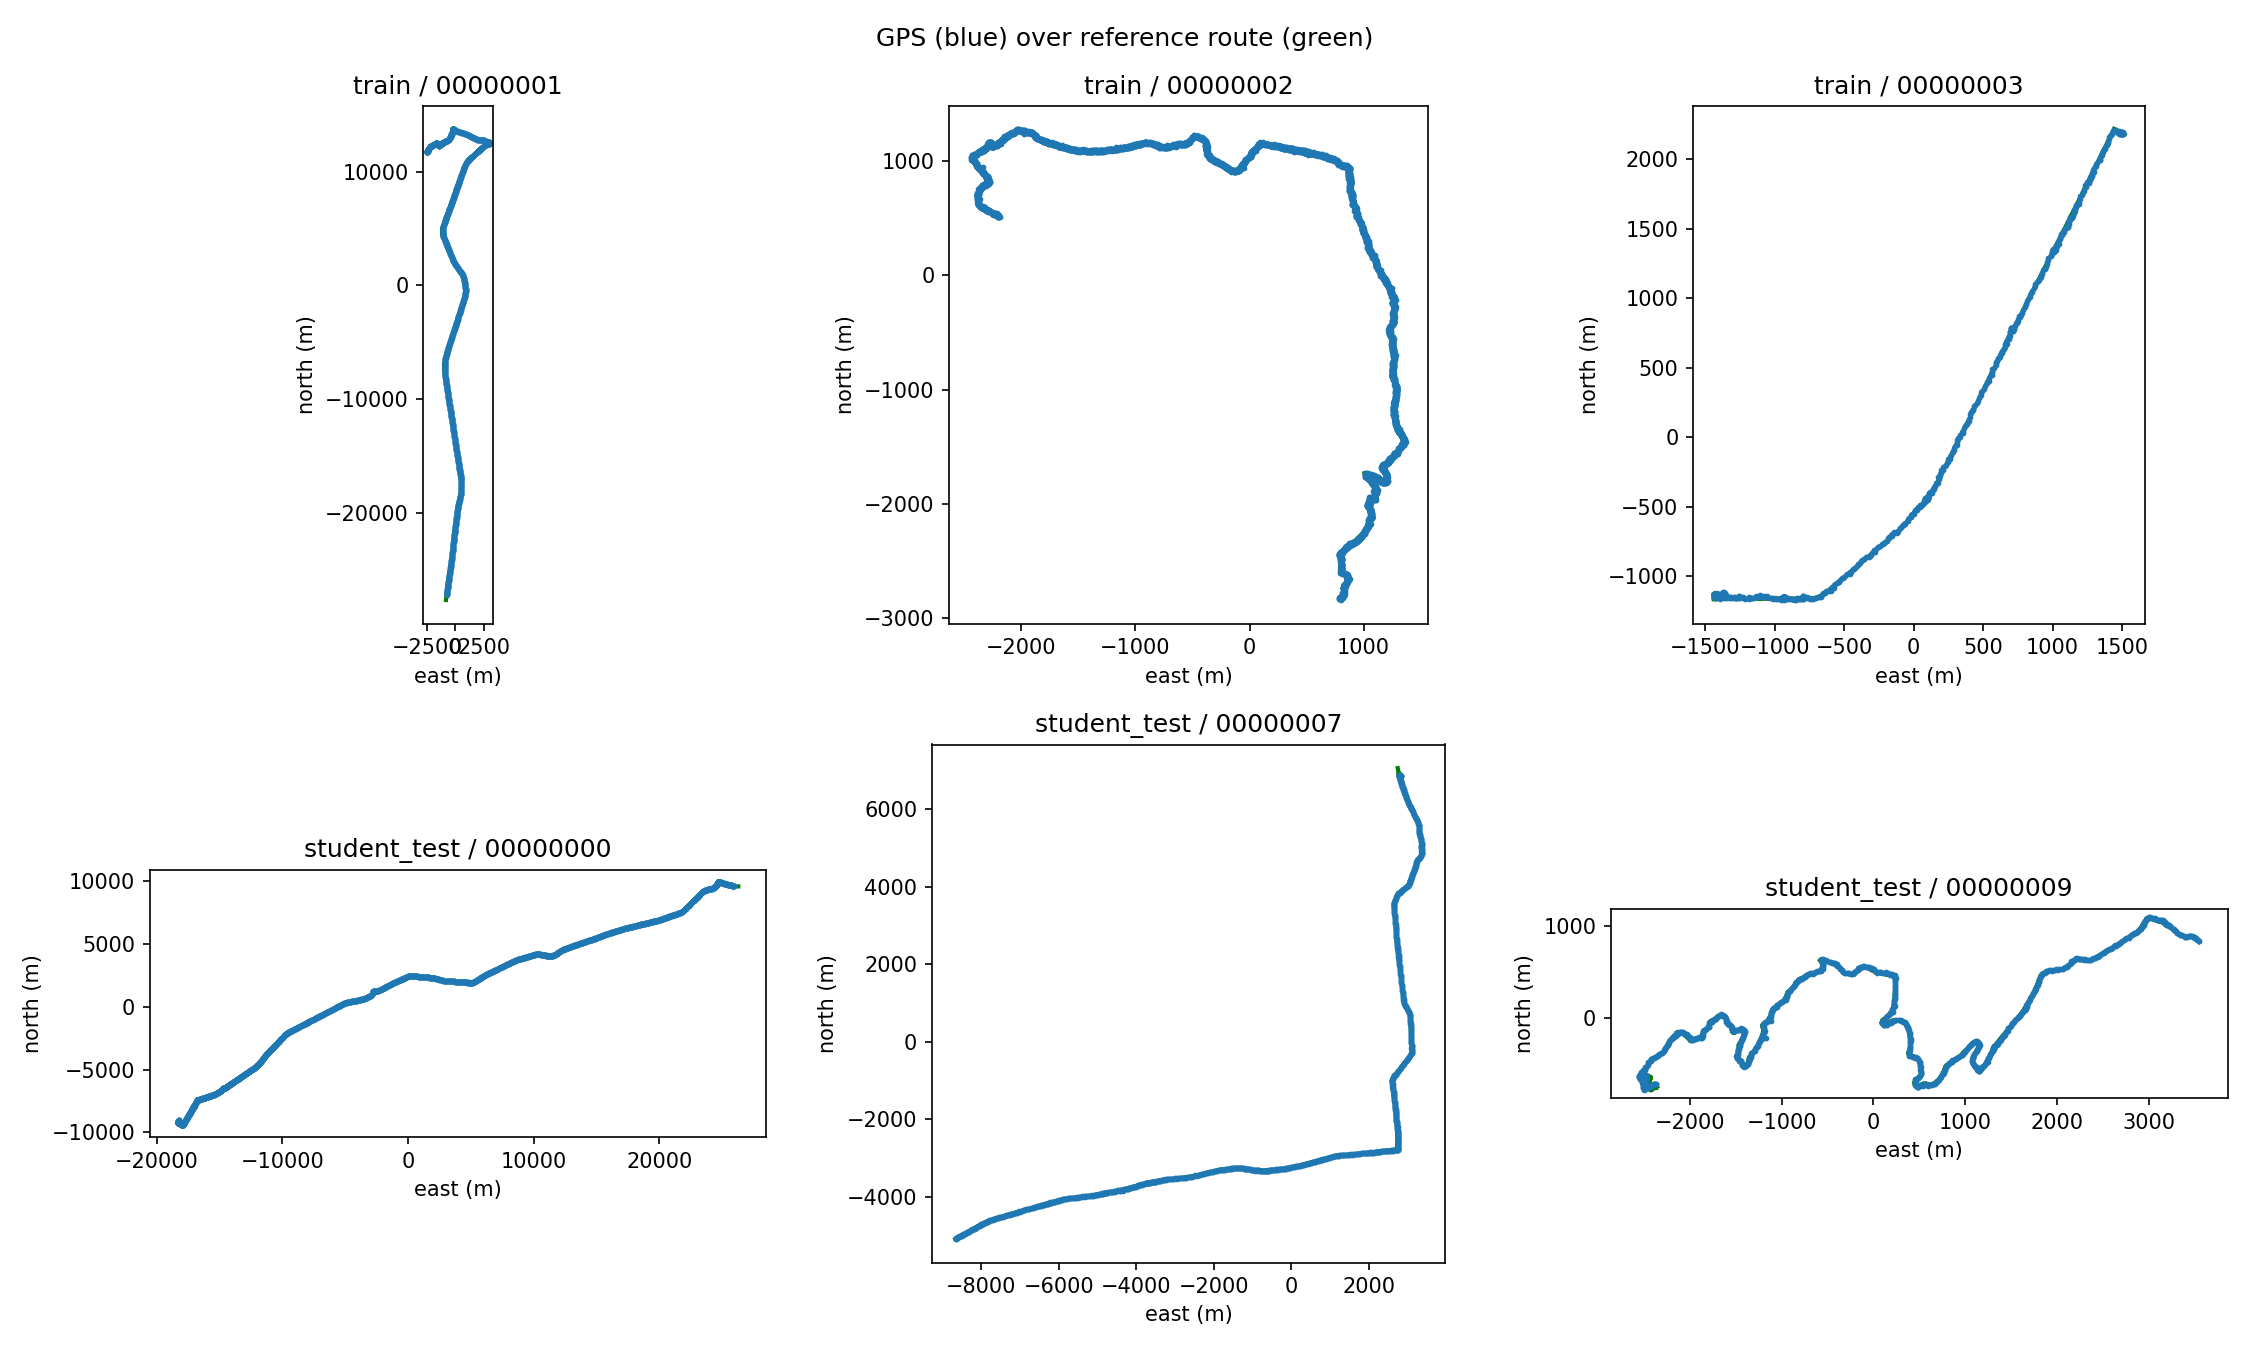 GPS (blue) over reference route (green)
train / 00000001
10000
0
−10000
−20000
north (m)
−2500 2500
east (m)
train / 00000002
1000
0
−1000
−2000
−3000
north (m)
−2000 −1000 0 1000
east (m)
train / 00000003
2000
1500
1000
500
0
−500
−1000
north (m)
−1500 −1000 −500 0 500 1000 1500
east (m)
student_test / 00000000
10000
5000
0
−5000
−10000
north (m)
−20000 −10000 0 10000 20000
east (m)
student_test / 00000007
6000
4000
2000
0
−2000
−4000
north (m)
−8000 −6000 −4000 −2000 0 2000
east (m)
student_test / 00000009
1000
0
north (m)
−2000 −1000 0 1000 2000 3000
east (m)